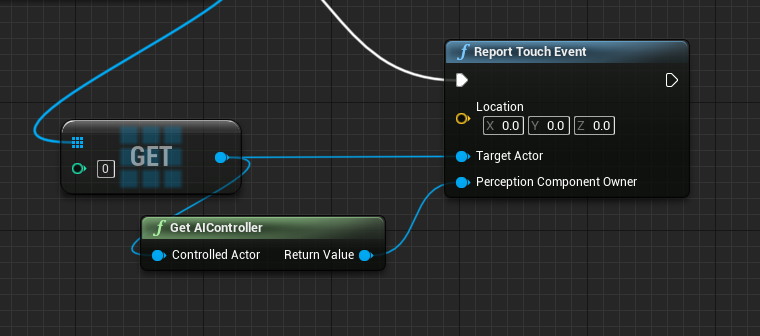 f Report Touch Event
Location
X 0.0 Y 0.0 Z 0.0
0
GET
Target Actor
Perception Component Owner
f Get AIController
Controlled Actor Return Value